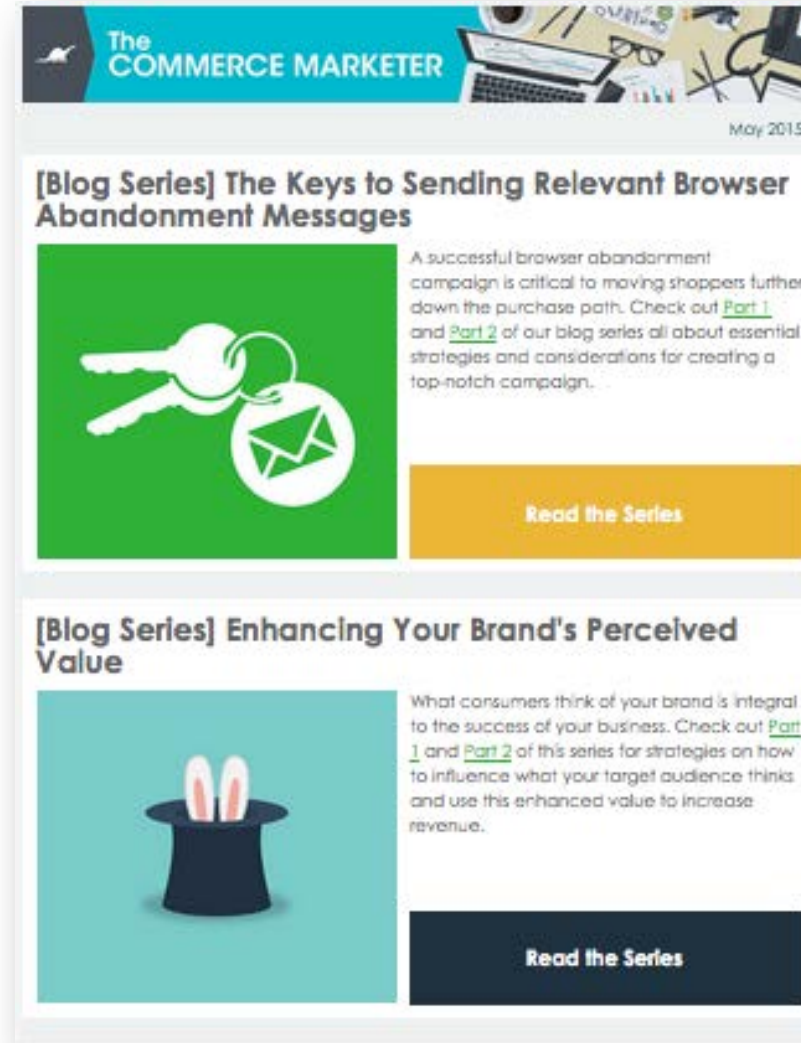 The
COMMERCE MARKETER
May 2015
[Blog Series] The Keys to Sending Relevant Browser
Abandonment Messages
A successful browser abandonment
campaign is critical to moving shoppers further
down the purchase path. Check out Part 1
and Part 2 of our blog series all about essential
strategies and considerations for creating a
top-notch campaign.
Read the Series
[Blog Series] Enhancing Your Brand's Perceived
Value
What consumers think of your brand is integral
to the success of your business. Check out Part
1 and Part 2 of this series for strategies on how
to influence what your target audience thinks
and use this enhanced value to increase
revenue.
Read the Series